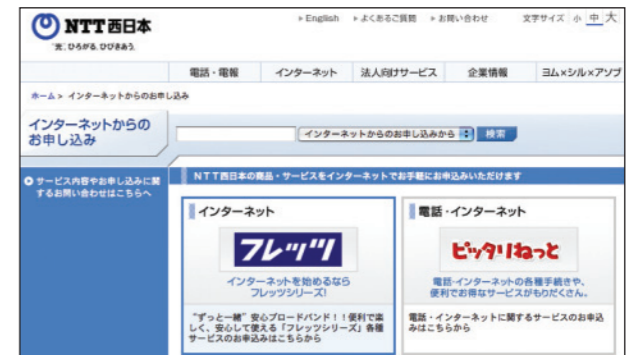 NTT西日本
光、ひろがる。ひびきあう。
English よくあるご質問 お問い合わせ 文字サイズ 小 中 大
電話・電報 インターネット 法人向けサービス 企業情報 ヨム×シル×アソブ
ホーム > インターネットからのお申し込み
インターネットからの
お申し込み
インターネットからのお申し込みから 検索
サービス内容やお申し込みに関
するお問い合わせはこちらへ
NTT西日本の商品・サービスをインターネットでお手軽にお申込みいただけます
インターネット
フレッツ
インターネットを始めるなら
フレッツシリーズ!
“ずっと一緒”安心ブロードバンド!!便利で楽
しく、安心して使える「フレッツシリーズ」各種
サービスのお申込みはこちらから
電話・インターネット
ピッタリねっと
電話・インターネットの各種手続きや、
便利でお得なサービスがもりだくさん。
電話・インターネットに関するサービスのお申込
みはこちらから